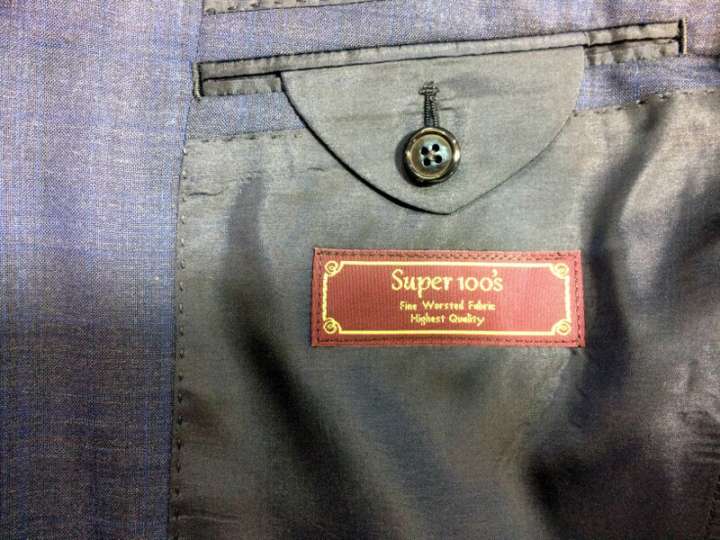 Super 100's
Fine Worsted Fabric
Highest Quality